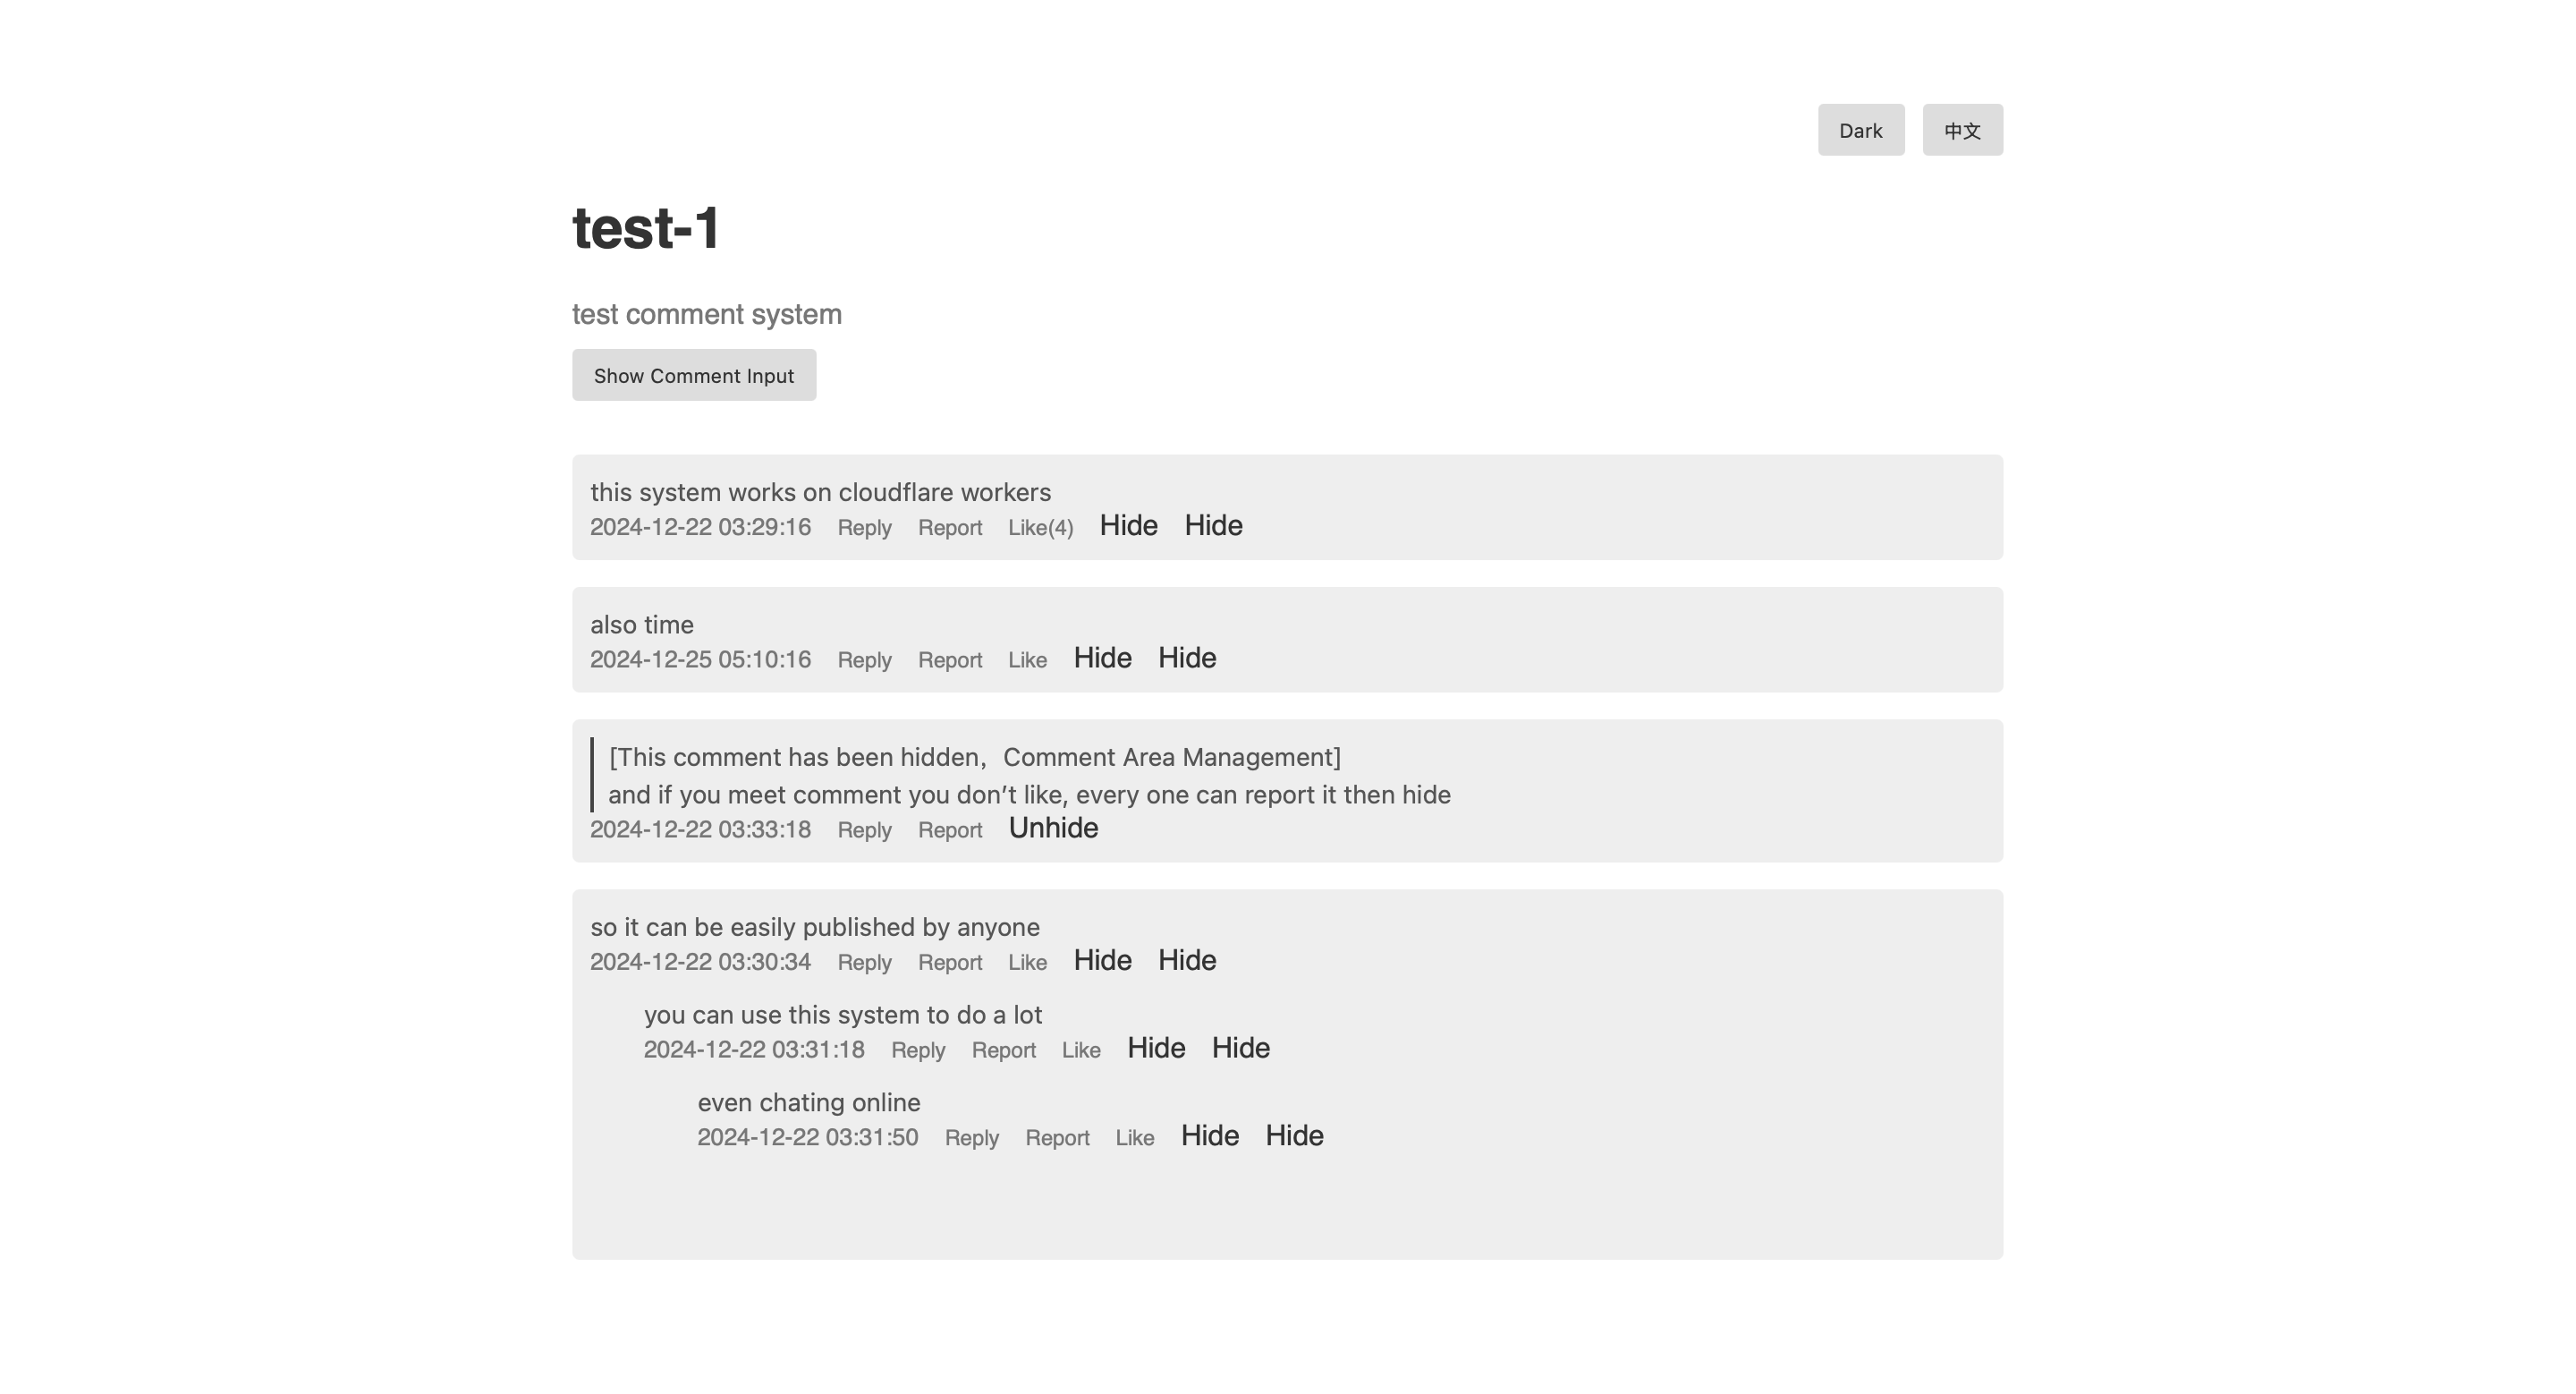 Dark 中文
test-1
test comment system
Show Comment Input
this system works on cloudflare workers
2024-12-22 03:29:16 Reply Report Like(4) Hide Hide
also time
2024-12-25 05:10:16 Reply Report Like Hide Hide
[This comment has been hidden，Comment Area Management]
and if you meet comment you don’t like, every one can report it then hide
2024-12-22 03:33:18 Reply Report Unhide
so it can be easily published by anyone
2024-12-22 03:30:34 Reply Report Like Hide Hide
you can use this system to do a lot
2024-12-22 03:31:18 Reply Report Like Hide Hide
even chating online
2024-12-22 03:31:50 Reply Report Like Hide Hide